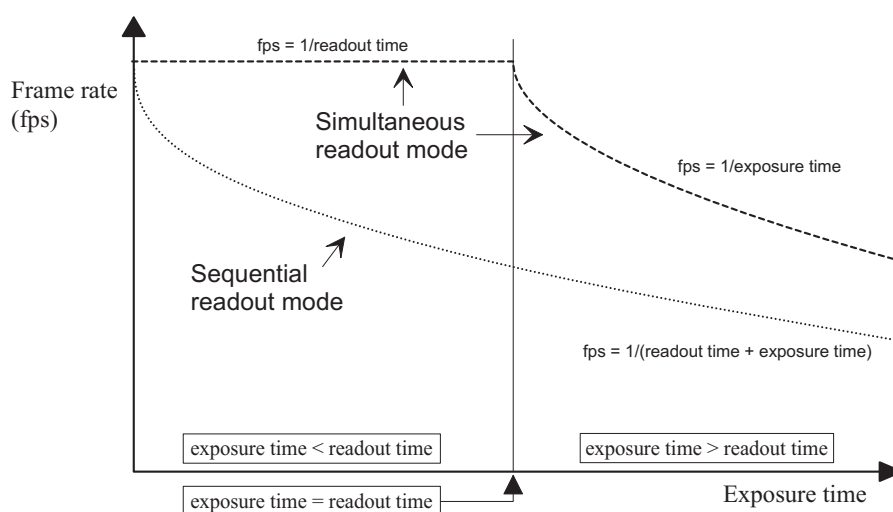 fps = 1/readout time
Frame rate
(fps)
Simultaneous
readout mode
fps = 1/exposure time
Sequential
readout mode
fps = 1/(readout time + exposure time)
exposure time < readout time
exposure time > readout time
exposure time = readout time
Exposure time